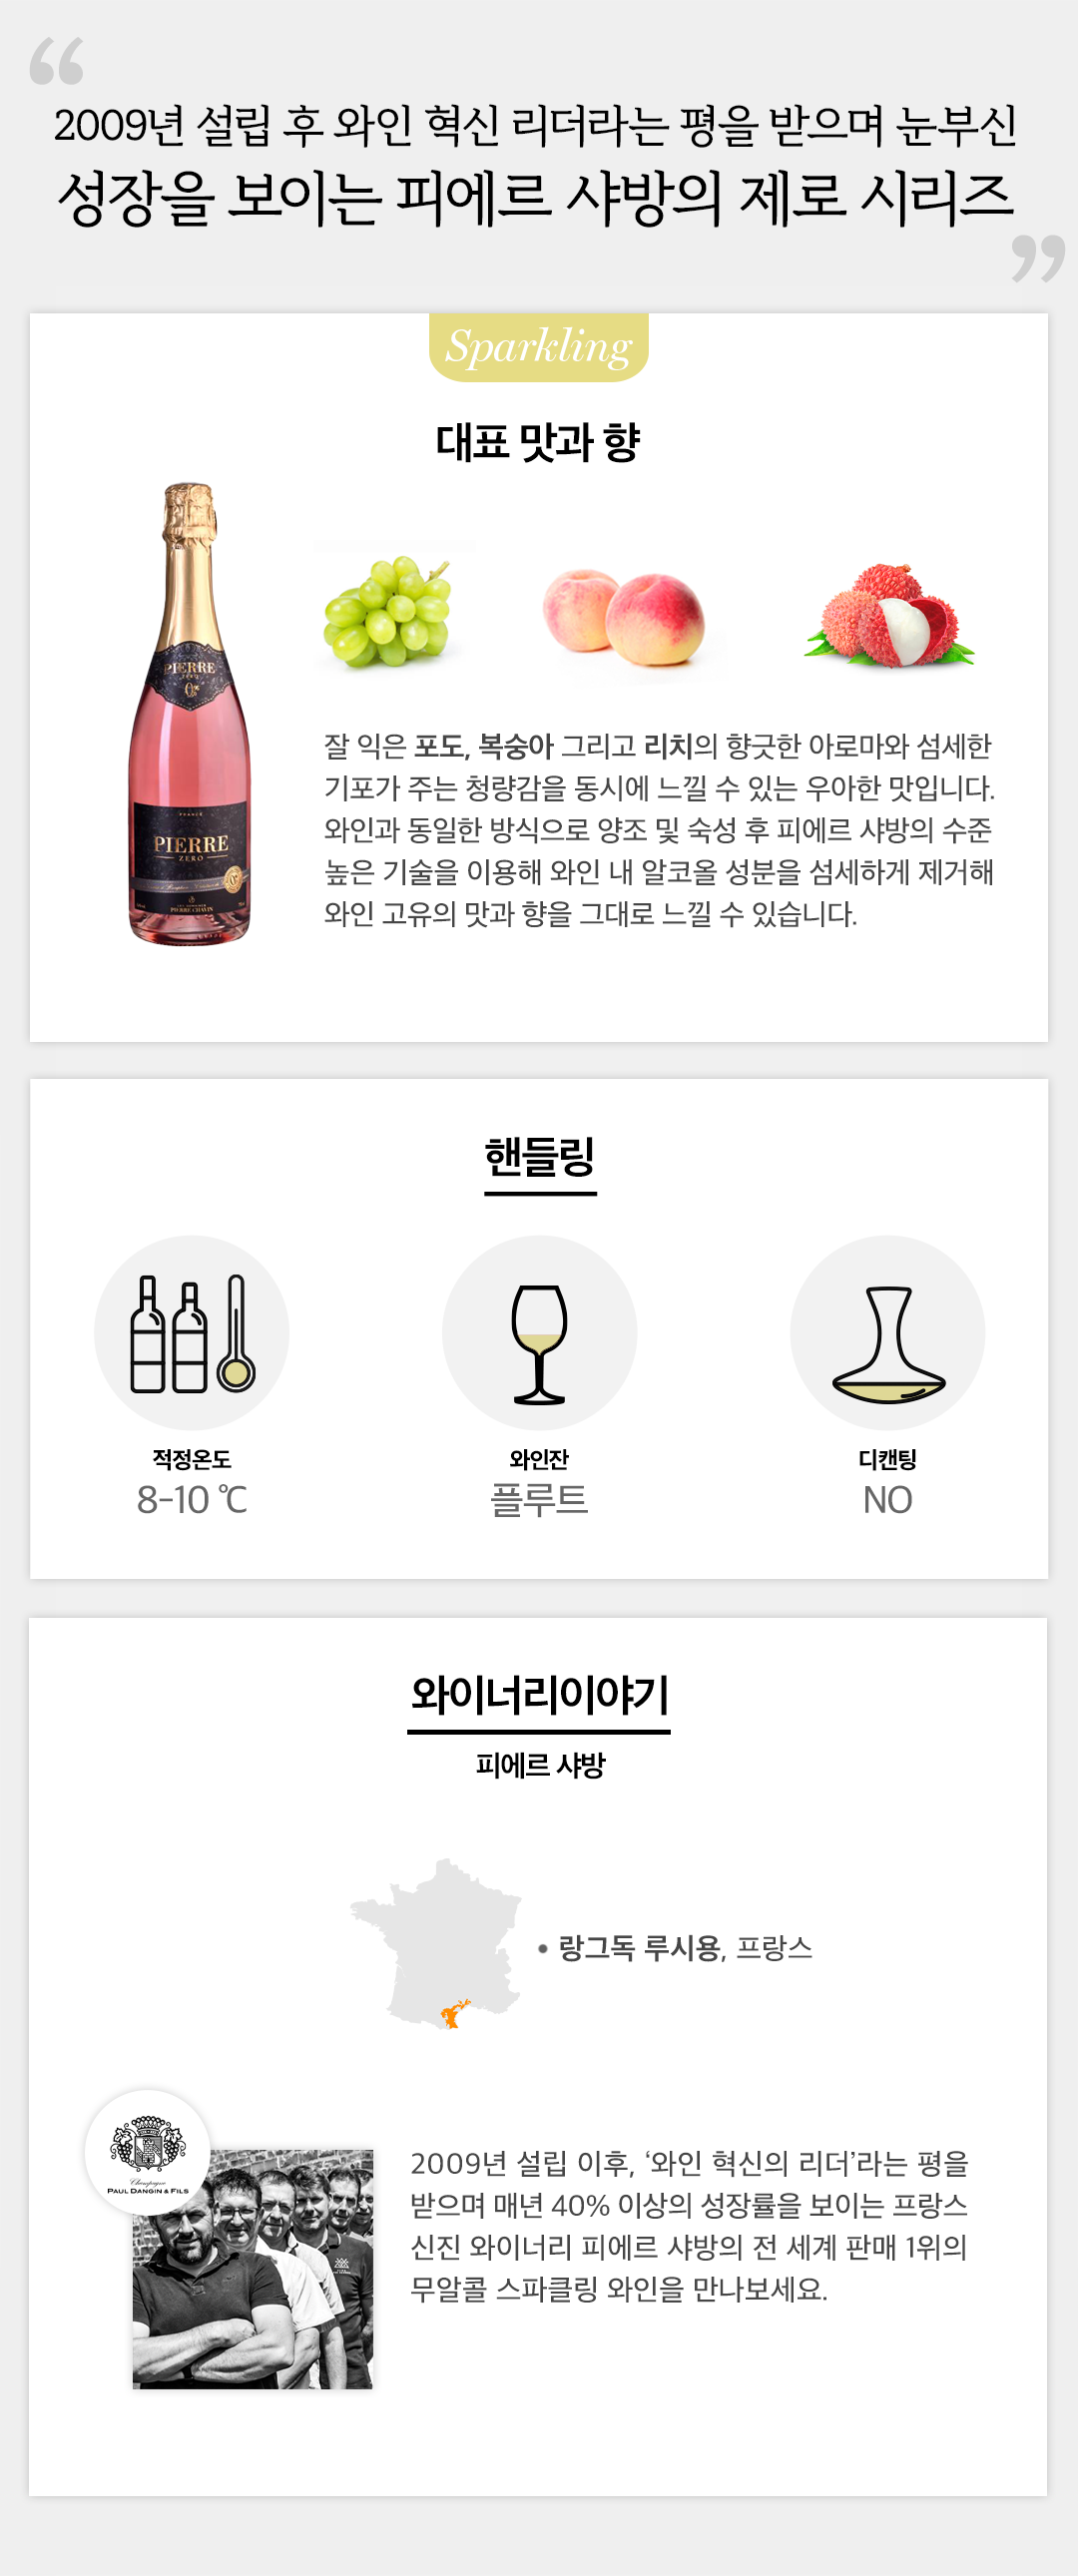 “
2009년 설립 후 와인 혁신 리더라는 평을 받으며 눈부신
성장을 보이는 피에르 샤방의 제로 시리즈
”
Sparkling
대표 맛과 향
PIERRE
ZERO
0%
FRANCE
PIERRE
ZERO
PIERRE CHAVIN
잘 익은 포도, 복숭아 그리고 리치의 향긋한 아로마와 섬세한
기포가 주는 청량감을 동시에 느낄 수 있는 우아한 맛입니다.
와인과 동일한 방식으로 양조 및 숙성 후 피에르 샤방의 수준
높은 기술을 이용해 와인 내 알코올 성분을 섬세하게 제거해
와인 고유의 맛과 향을 그대로 느낄 수 있습니다.
핸들링
적정온도
8-10 ℃
와인잔
플루트
디캔팅
NO
와이너리이야기
피에르 샤방
• 랑그독 루시용, 프랑스
Champagne
PAUL DANGIN & FILS
2009년 설립 이후, ‘와인 혁신의 리더’라는 평을
받으며 매년 40% 이상의 성장률을 보이는 프랑스
신진 와이너리 피에르 샤방의 전 세계 판매 1위의
무알콜 스파클링 와인을 만나보세요.